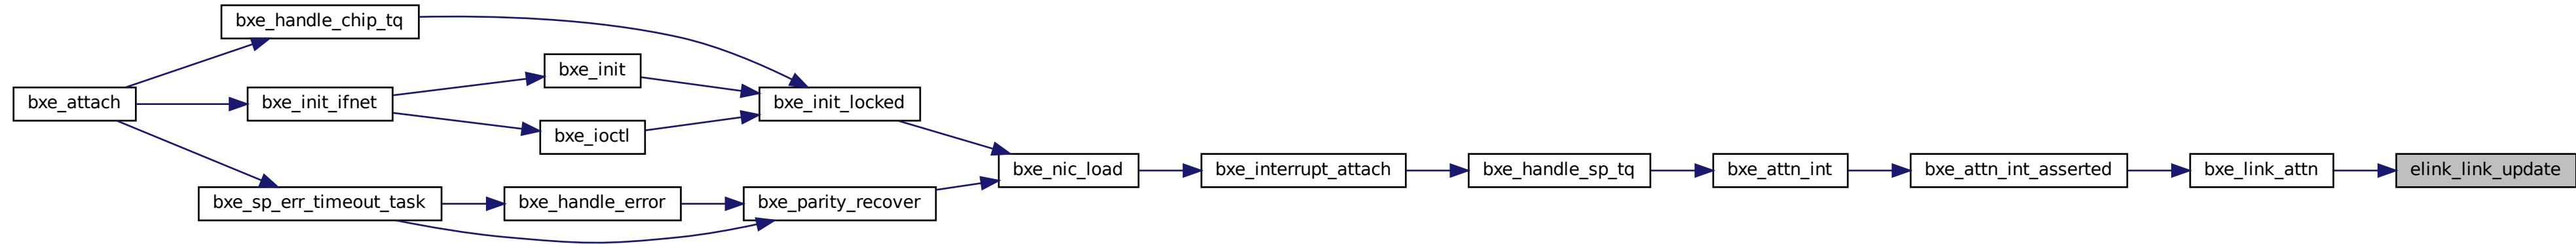 bxe_handle_chip_tq
bxe_init
bxe_attach
bxe_init_ifnet
bxe_init_locked
bxe_ioctl
bxe_nic_load
bxe_interrupt_attach
bxe_handle_sp_tq
bxe_attn_int
bxe_attn_int_asserted
bxe_link_attn
elink_link_update
bxe_sp_err_timeout_task
bxe_handle_error
bxe_parity_recover